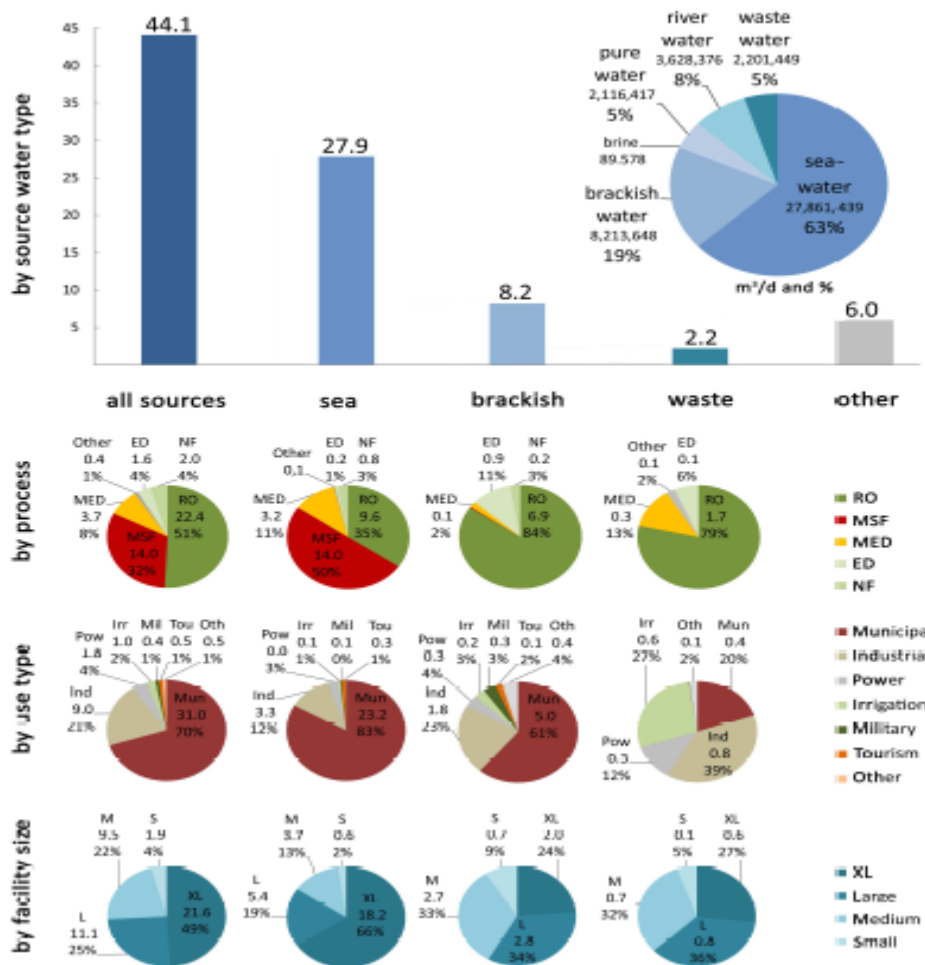 by source water type
45
40
35
30
25
20
15
10
5
44.1
27.9
8.2
2.2
6.0
river water
3,628,376
8%
waste water
2,201,449
5%
pure water
2,116,417
5%
brine
89.578
brackish water
8,213,648
19%
sea-
water
27,861,439
63%
m³/d and %
all sources
sea
brackish
waste
other
by process
Other
0.4
1%
ED
1.6
4%
NF
2.0
4%
MED
3.7
8%
MSF
14.0
32%
RO
22.4
51%
Other
0,1
ED
0.2
1%
NF
0.8
3%
MED
3.2
11%
MSF
14.0
50%
RO
9.6
35%
ED
0.9
11%
NF
0.2
3%
MED
0.1
2%
RO
6.9
84%
Other
0.1
2%
ED
0.1
6%
MED
0.3
13%
RO
1.7
79%
RO
MSF
MED
ED
NF
by use type
Pow
1.8
4%
Irr
1.0
2%
Mil
0.4
1%
Tou
0.5
1%
Oth
0.5
1%
Ind
9.0
21%
Mun
31.0
70%
Pow
0.0
3%
Irr
0.1
1%
Mil
0.1
0%
Tou
0.3
1%
Ind
3.3
12%
Mun
23.2
83%
Pow
0.3
4%
Irr
0.2
3%
Mil
0.3
3%
Tou
0.1
2%
Oth
0.4
4%
Ind
1.8
23%
Mun
5.0
61%
Irr
0.6
27%
Oth
0.1
2%
Mun
0.4
20%
Pow
0.3
12%
Ind
0.8
39%
Municipa
Industria
Power
Irrigation
Military
Tourism
Other
by facility size
M
9.5
22%
S
1.9
4%
L
11.1
25%
XL
21.6
49%
M
3.7
13%
S
0.6
2%
L
5.4
19%
XL
18.2
66%
S
0.7
9%
XL
2.0
24%
M
2.7
33%
L
2.8
34%
S
0.1
5%
XL
0.6
27%
M
0.7
32%
L
0.8
36%
XL
Large
Medium
Small